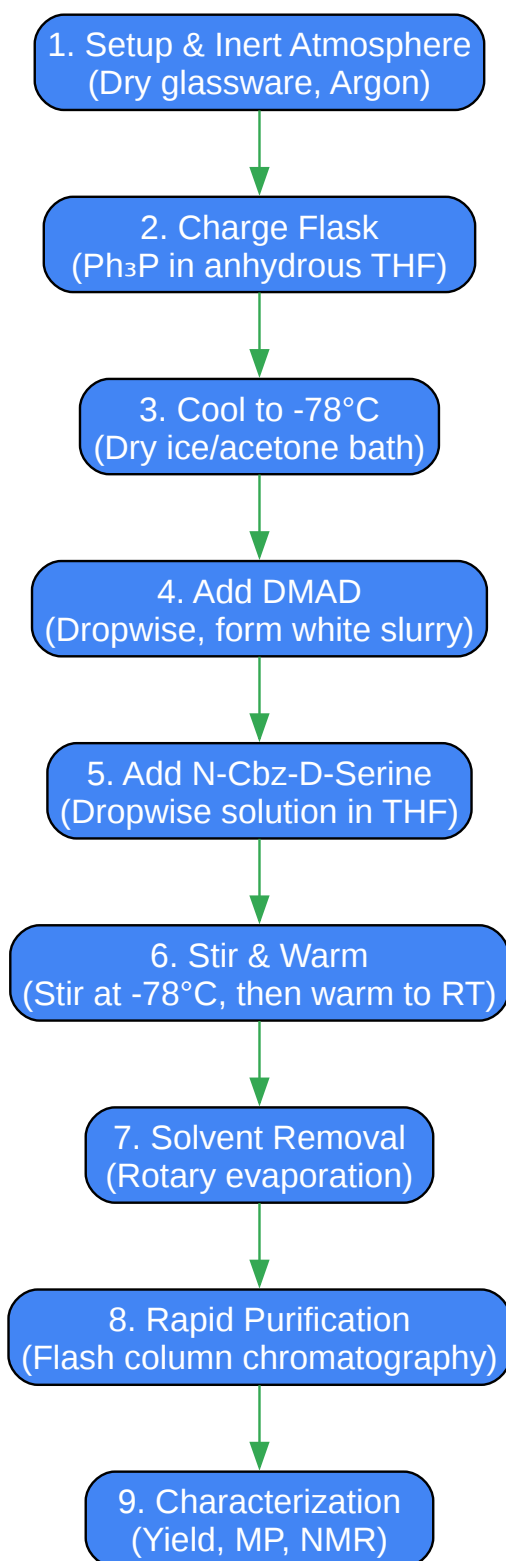 1. Setup & Inert Atmosphere
(Dry glassware, Argon)
2. Charge Flask
(Ph₃P in anhydrous THF)
3. Cool to -78°C
(Dry ice/acetone bath)
4. Add DMAD
(Dropwise, form white slurry)
5. Add N-Cbz-D-Serine
(Dropwise solution in THF)
6. Stir & Warm
(Stir at -78°C, then warm to RT)
7. Solvent Removal
(Rotary evaporation)
8. Rapid Purification
(Flash column chromatography)
9. Characterization
(Yield, MP, NMR)